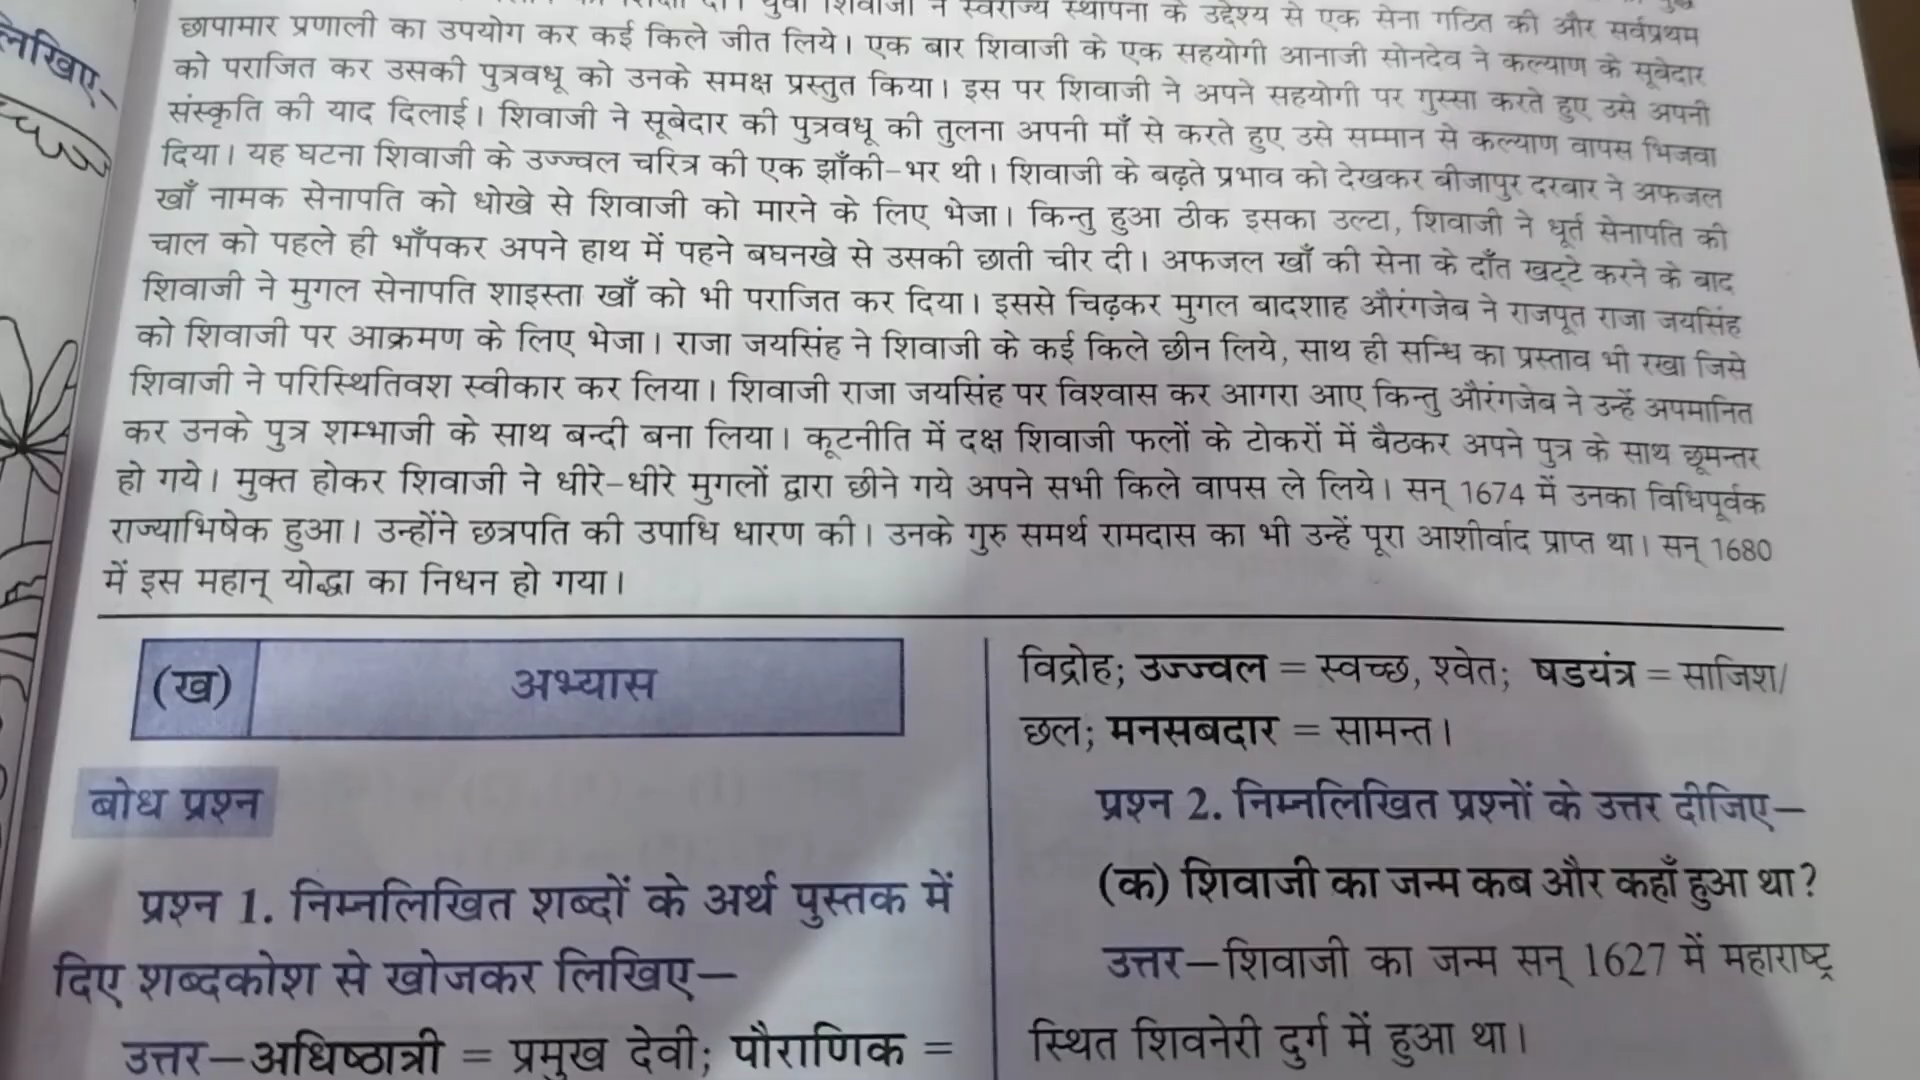 लिखिए-
युवा शिवाजी ने स्वराज्य स्थापना के उद्देश्य से एक सेना गठित की और सर्वप्रथम
छापामार प्रणाली का उपयोग कर कई किले जीत लिये। एक बार शिवाजी के एक सहयोगी आनाजी सोनदेव ने कल्याण के सूबेदार
को पराजित कर उसकी पुत्रवधू को उनके समक्ष प्रस्तुत किया। इस पर शिवाजी ने अपने सहयोगी पर गुस्सा करते हुए उसे अपनी
संस्कृति की याद दिलाई। शिवाजी ने सूबेदार की पुत्रवधू की तुलना अपनी माँ से करते हुए उसे सम्मान से कल्याण वापस भिजवा
दिया। यह घटना शिवाजी के उज्ज्वल चरित्र की एक झाँकी-भर थी। शिवाजी के बढ़ते प्रभाव को देखकर बीजापुर दरबार ने अफजल
खाँ नामक सेनापति को धोखे से शिवाजी को मारने के लिए भेजा। किन्तु हुआ ठीक इसका उल्टा, शिवाजी ने धूर्त सेनापति की
चाल को पहले ही भाँपकर अपने हाथ में पहने बघनखे से उसकी छाती चीर दी। अफजल खाँ की सेना के दाँत खट्टे करने के बाद
शिवाजी ने मुगल सेनापति शाइस्ता खाँ को भी पराजित कर दिया। इससे चिढ़कर मुगल बादशाह औरंगजेब ने राजपूत राजा जयसिंह
को शिवाजी पर आक्रमण के लिए भेजा। राजा जयसिंह ने शिवाजी के कई किले छीन लिये, साथ ही सन्धि का प्रस्ताव भी रखा जिसे
शिवाजी ने परिस्थितिवश स्वीकार कर लिया। शिवाजी राजा जयसिंह पर विश्वास कर आगरा आए किन्तु औरंगजेब ने उन्हें अपमानित
कर उनके पुत्र शम्भाजी के साथ बन्दी बना लिया। कूटनीति में दक्ष शिवाजी फलों के टोकरों में बैठकर अपने पुत्र के साथ छूमन्तर
हो गये। मुक्त होकर शिवाजी ने धीरे-धीरे मुगलों द्वारा छीने गये अपने सभी किले वापस ले लिये। सन् 1674 में उनका विधिपूर्वक
राज्याभिषेक हुआ। उन्होंने छत्रपति की उपाधि धारण की। उनके गुरु समर्थ रामदास का भी उन्हें पूरा आशीर्वाद प्राप्त था। सन् 1680
में इस महान् योद्धा का निधन हो गया।
(ख) अभ्यास
बोध प्रश्न
प्रश्न 1. निम्नलिखित शब्दों के अर्थ पुस्तक में
दिए शब्दकोश से खोजकर लिखिए—
उत्तर—अधिष्ठात्री = प्रमुख देवी; पौराणिक =
विद्रोह; उज्ज्वल = स्वच्छ, श्वेत; षडयंत्र = साजिश/
छल; मनसबदार = सामन्त।
प्रश्न 2. निम्नलिखित प्रश्नों के उत्तर दीजिए—
(क) शिवाजी का जन्म कब और कहाँ हुआ था?
उत्तर—शिवाजी का जन्म सन् 1627 में महाराष्ट्र
स्थित शिवनेरी दुर्ग में हुआ था।